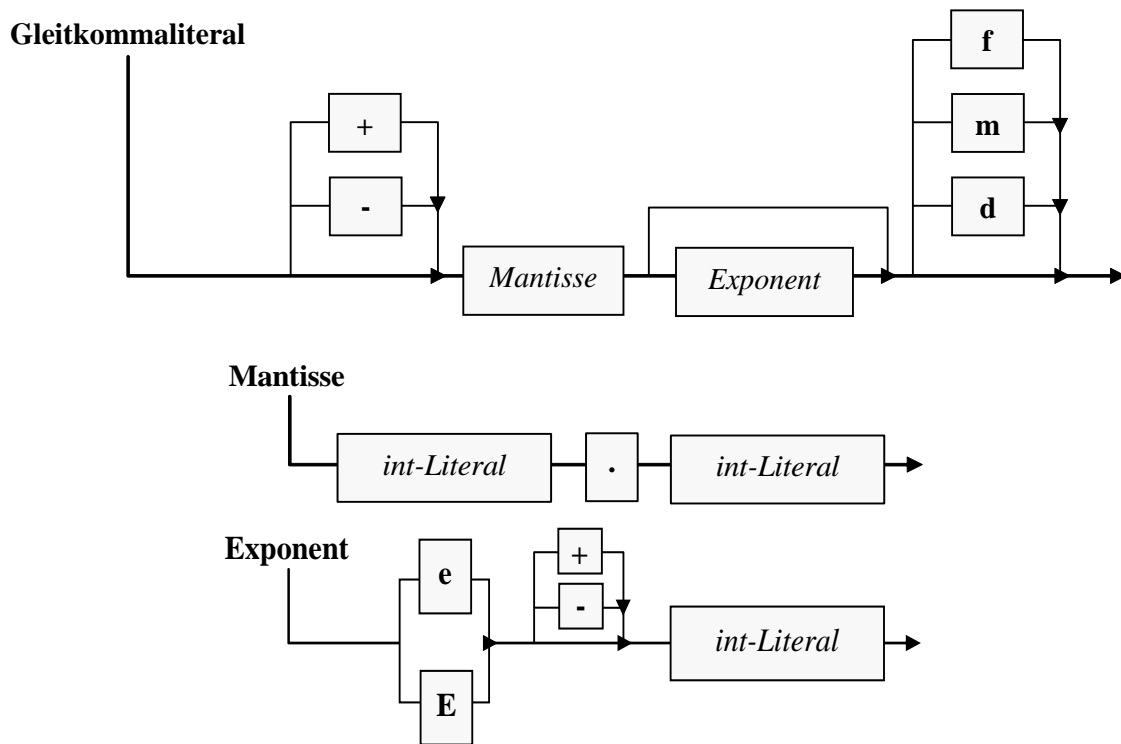 Gleitkommaliteral
f
+
m
-
d
Mantisse
Exponent
Mantisse
int-Literal . int-Literal
Exponent
e
+
-
int-Literal
E